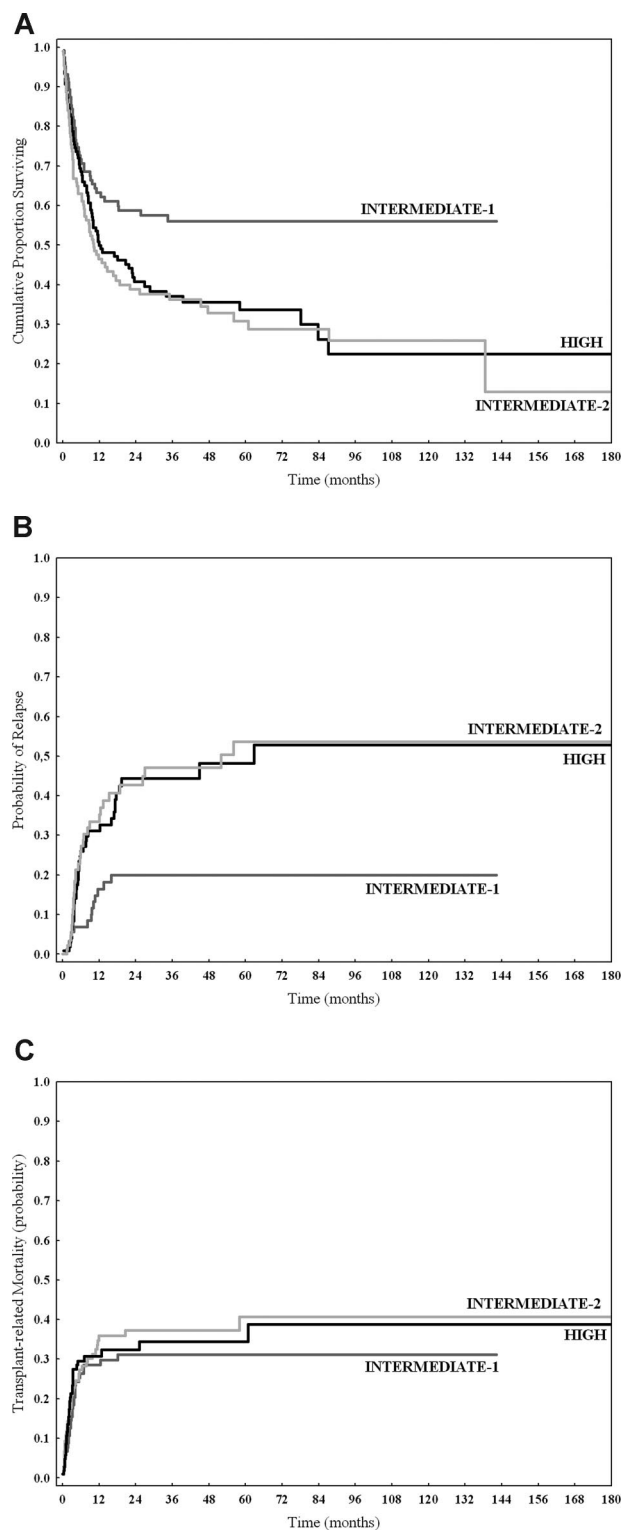 A
1.0
0.9
0.8
0.7
0.6
0.5
0.4
0.3
0.2
0.1
0.0
Cumulative Proportion Surviving
INTERMEDIATE-1
HIGH
INTERMEDIATE-2
0 12 24 36 48 60 72 84 96 108 120 132 144 156 168 180
Time (months)
B
1.0
0.9
0.8
0.7
0.6
0.5
0.4
0.3
0.2
0.1
0.0
Probability of Relapse
INTERMEDIATE-2
HIGH
INTERMEDIATE-1
0 12 24 36 48 60 72 84 96 108 120 132 144 156 168 180
Time (months)
C
1.0
0.9
0.8
0.7
0.6
0.5
0.4
0.3
0.2
0.1
0.0
Transplant-related Mortality (probability)
INTERMEDIATE-2
HIGH
INTERMEDIATE-1
0 12 24 36 48 60 72 84 96 108 120 132 144 156 168 180
Time (months)